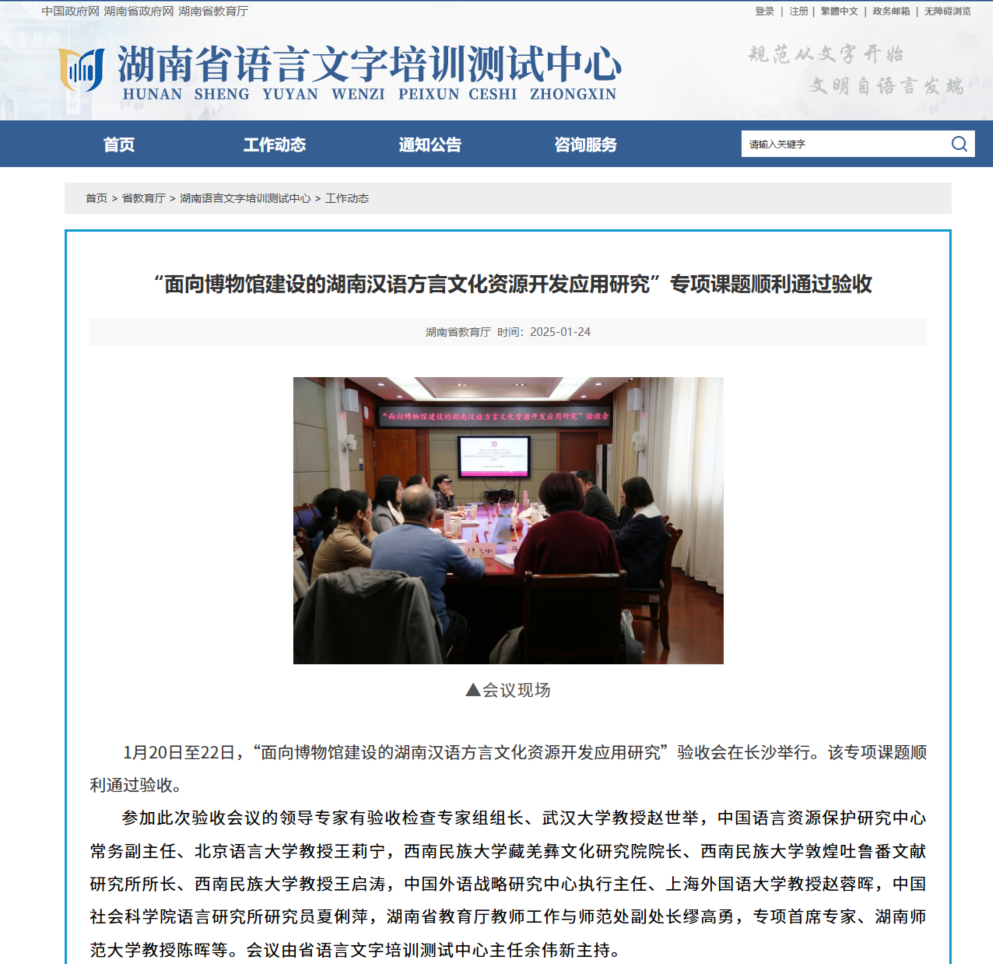 中国政府网 湖南省政府网 湖南省教育厅
登录 | 注册 | 繁體中文 | 政务邮箱 | 无障碍浏览
湖南省语言文字培训测试中心
HUNAN SHENG YUYAN WENZI PEIXUN CESHI ZHONGXIN
规范从文字开始
文明自语言发端
首页 工作动态 通知公告 咨询服务 请输入关键字
首页 > 省教育厅 > 湖南语言文字培训测试中心 > 工作动态
“面向博物馆建设的湖南汉语方言文化资源开发应用研究”专项课题顺利通过验收
湖南省教育厅 时间：2025-01-24
“面向博物馆建设的湖南汉语方言文化资源开发应用研究”验收会
▲会议现场
1月20日至22日，“面向博物馆建设的湖南汉语方言文化资源开发应用研究”验收会在长沙举行。该专项课题顺
利通过验收。
参加此次验收会议的领导专家有验收检查专家组组长、武汉大学教授赵世举，中国语言资源保护研究中心
常务副主任、北京语言大学教授王莉宁，西南民族大学藏羌彝文化研究院院长、西南民族大学敦煌吐鲁番文献
研究所所长、西南民族大学教授王启涛，中国外语战略研究中心执行主任、上海外国语大学教授赵蓉晖，中国
社会科学院语言研究所研究员夏俐萍，湖南省教育厅教师工作与师范处副处长缪高勇，专项首席专家、湖南师
范大学教授陈晖等。会议由省语言文字培训测试中心主任余伟新主持。